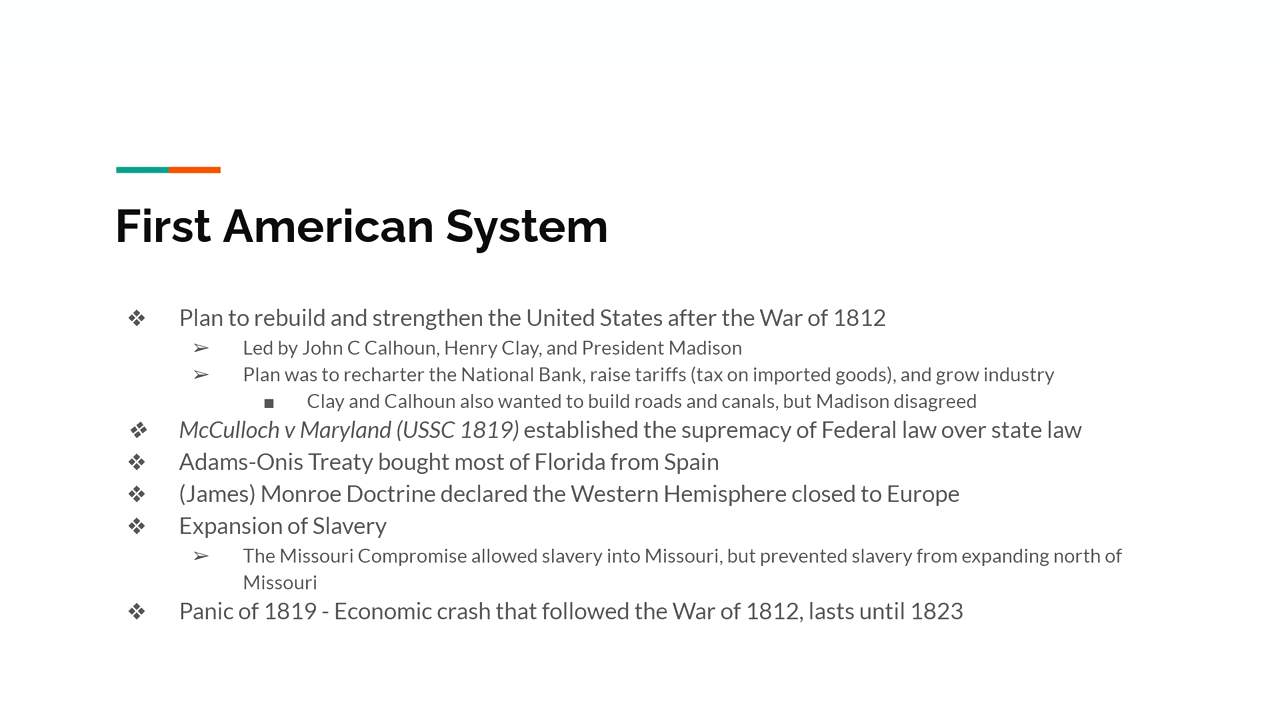 First American System
❖ Plan to rebuild and strengthen the United States after the War of 1812
➢ Led by John C Calhoun, Henry Clay, and President Madison
➢ Plan was to recharter the National Bank, raise tariffs (tax on imported goods), and grow industry
■ Clay and Calhoun also wanted to build roads and canals, but Madison disagreed
❖ McCulloch v Maryland (USSC 1819) established the supremacy of Federal law over state law
❖ Adams-Onis Treaty bought most of Florida from Spain
❖ (James) Monroe Doctrine declared the Western Hemisphere closed to Europe
❖ Expansion of Slavery
➢ The Missouri Compromise allowed slavery into Missouri, but prevented slavery from expanding north of
Missouri
❖ Panic of 1819 - Economic crash that followed the War of 1812, lasts until 1823